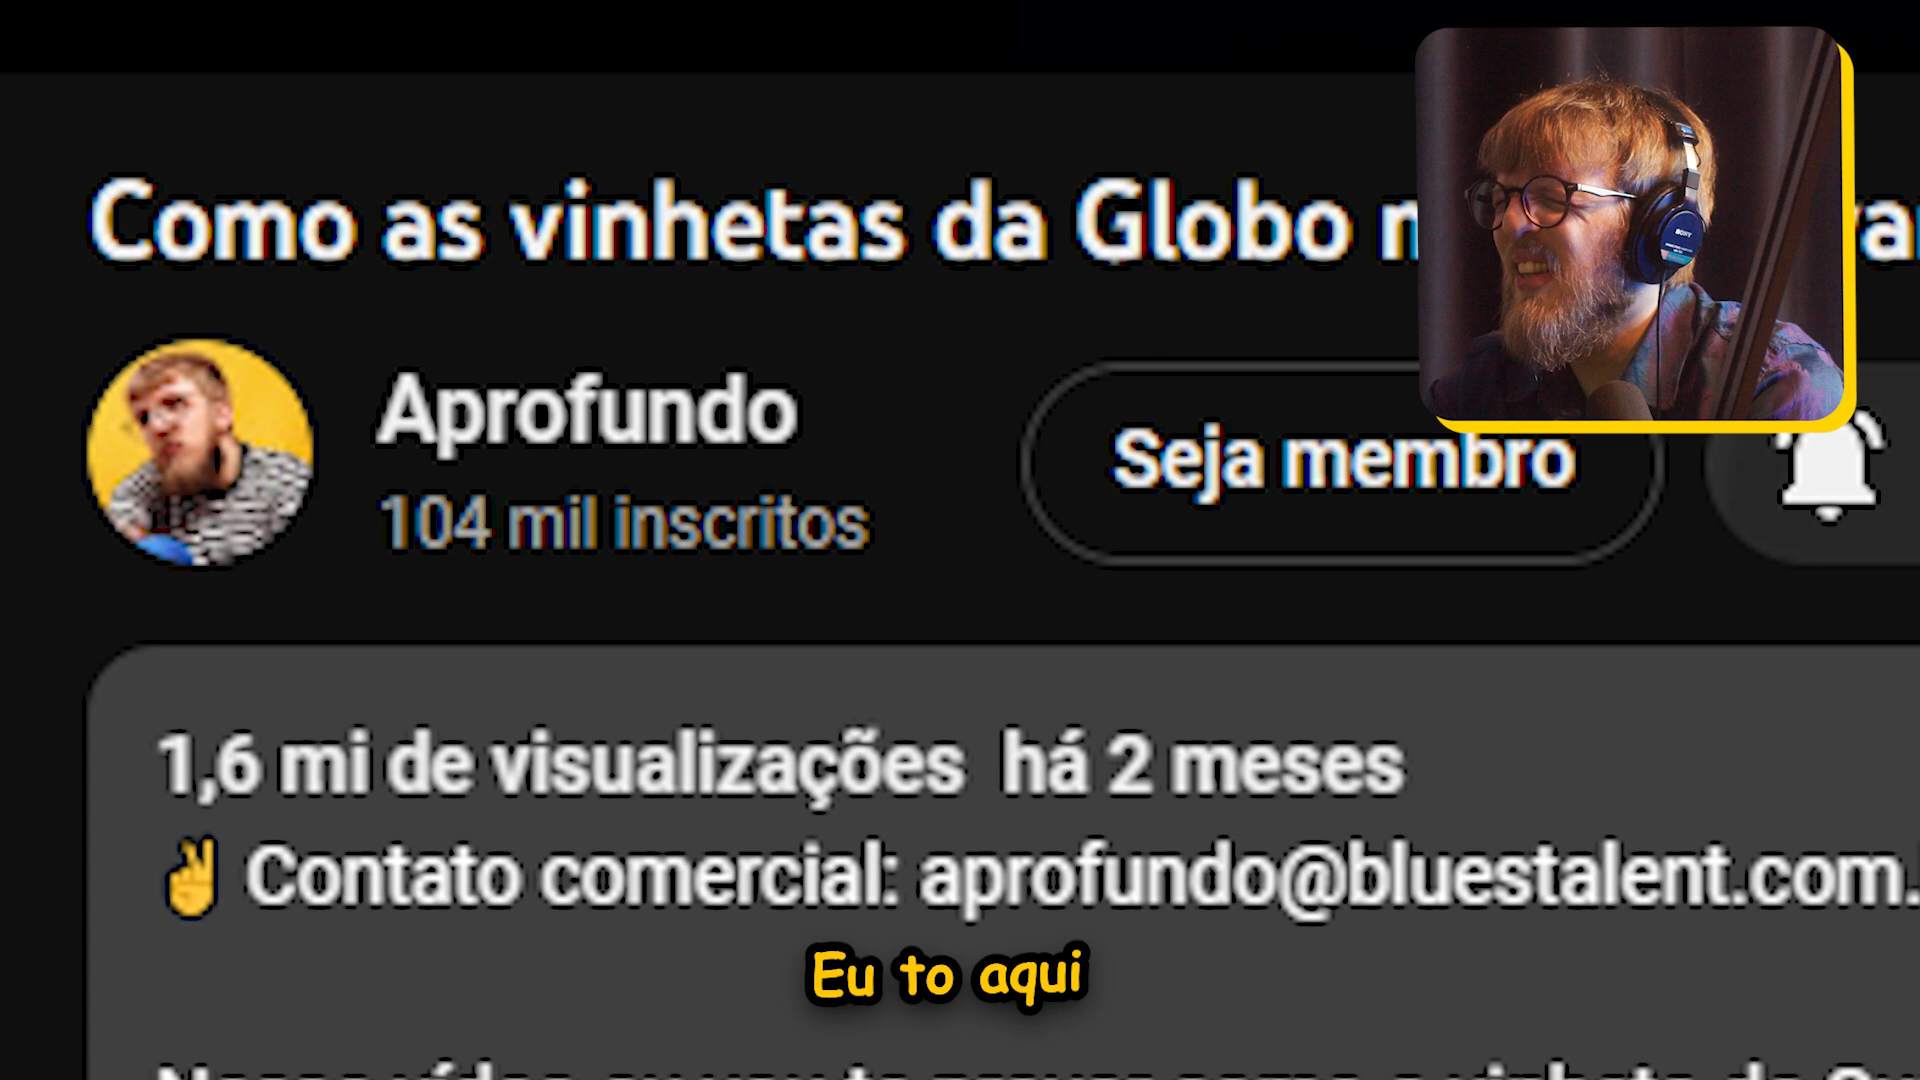 Como as vinhetas da Globo
Aprofundo
104 mil inscritos
Seja membro
SONY
1,6 mi de visualizações há 2 meses
✌ Contato comercial: aprofundo@bluestalent.com.
Eu to aqui